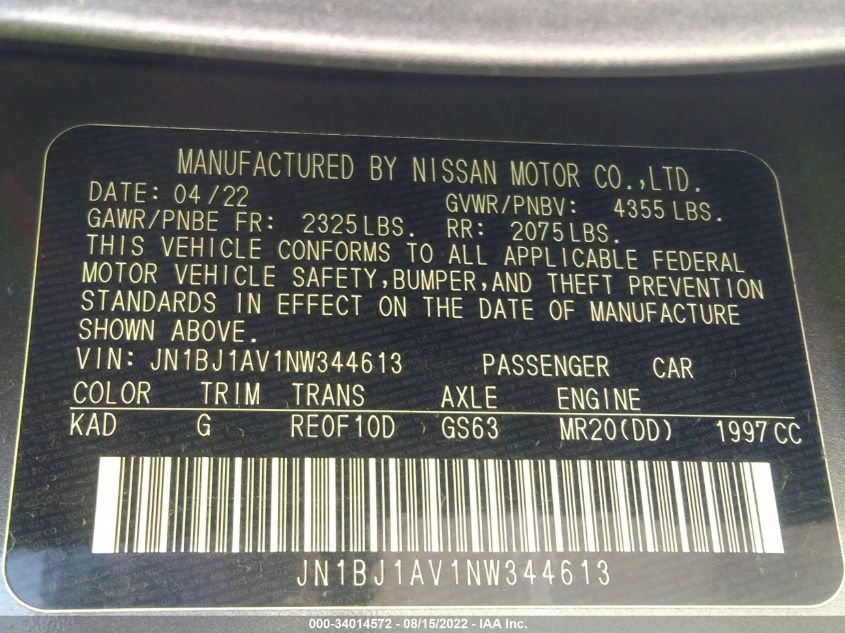 MANUFACTURED BY NISSAN MOTOR CO.,LTD.
DATE: 04/22 GVWR/PNBV: 4355 LBS.
GAWR/PNBE FR: 2325 LBS. RR: 2075 LBS.
THIS VEHICLE CONFORMS TO ALL APPLICABLE FEDERAL
MOTOR VEHICLE SAFETY,BUMPER,AND THEFT PREVENTION
STANDARDS IN EFFECT ON THE DATE OF MANUFACTURE
SHOWN ABOVE.
VIN: JN1BJ1AV1NW344613 PASSENGER CAR
COLOR TRIM TRANS AXLE ENGINE
KAD G RE0F10D GS63 MR20(DD) 1997 CC
JN1BJ1AV1NW344613
000-34014572 - 08/15/2022 - IAA Inc.